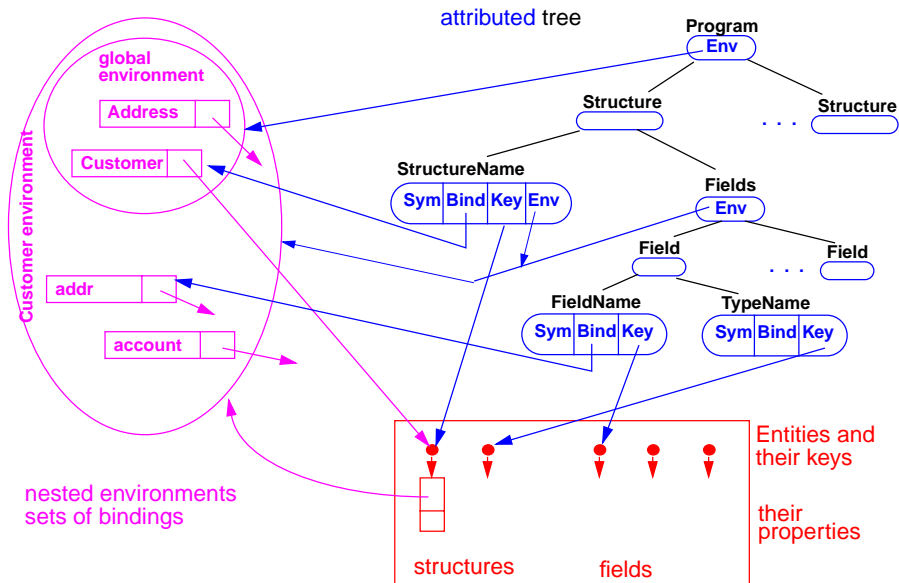 attributed tree
Program
Env
global
environment
Address
Customer
Customer environment
addr
account
Structure
. . .
Structure
StructureName
Sym Bind Key Env
Fields
Env
Field
. . .
Field
FieldName
Sym Bind Key
TypeName
Sym Bind Key
nested environments
sets of bindings
Entities and
their keys
their
properties
structures
fields